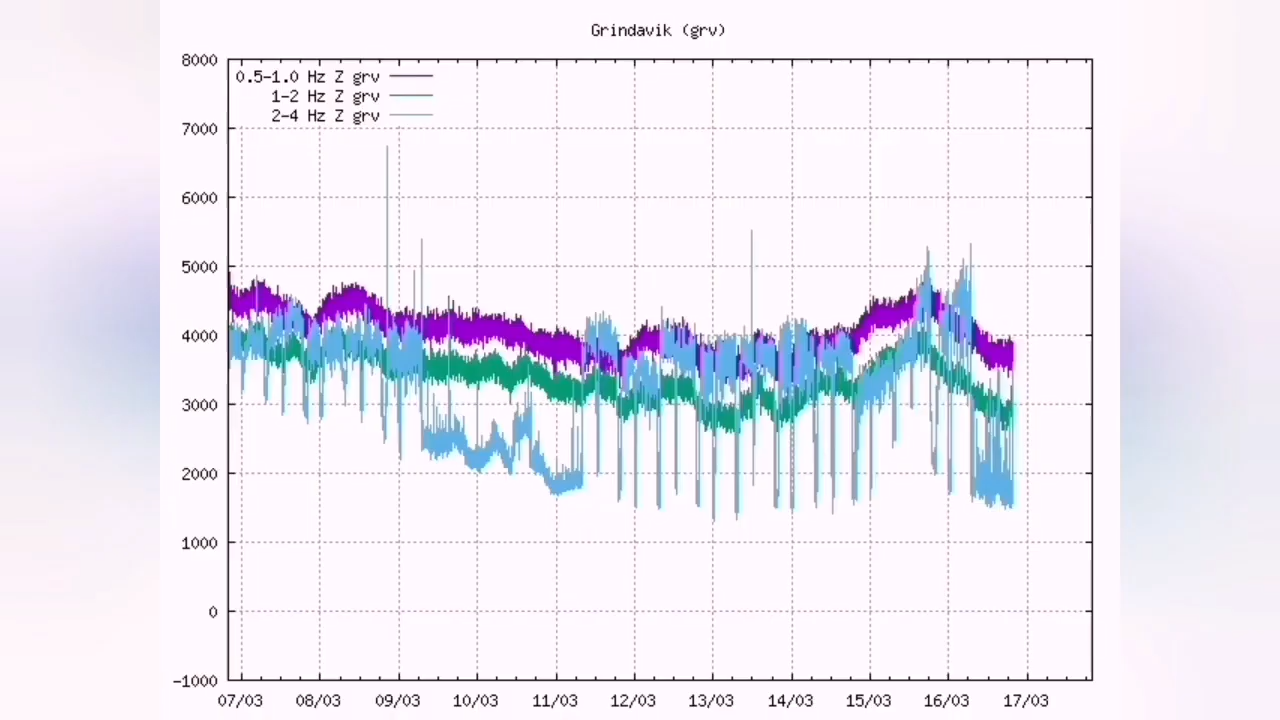 Grindavik (grv)
8000
0.5-1.0 Hz Z grv
1-2 Hz Z grv
2-4 Hz Z grv
7000
6000
5000
4000
3000
2000
1000
0
-1000
07/03 08/03 09/03 10/03 11/03 12/03 13/03 14/03 15/03 16/03 17/03